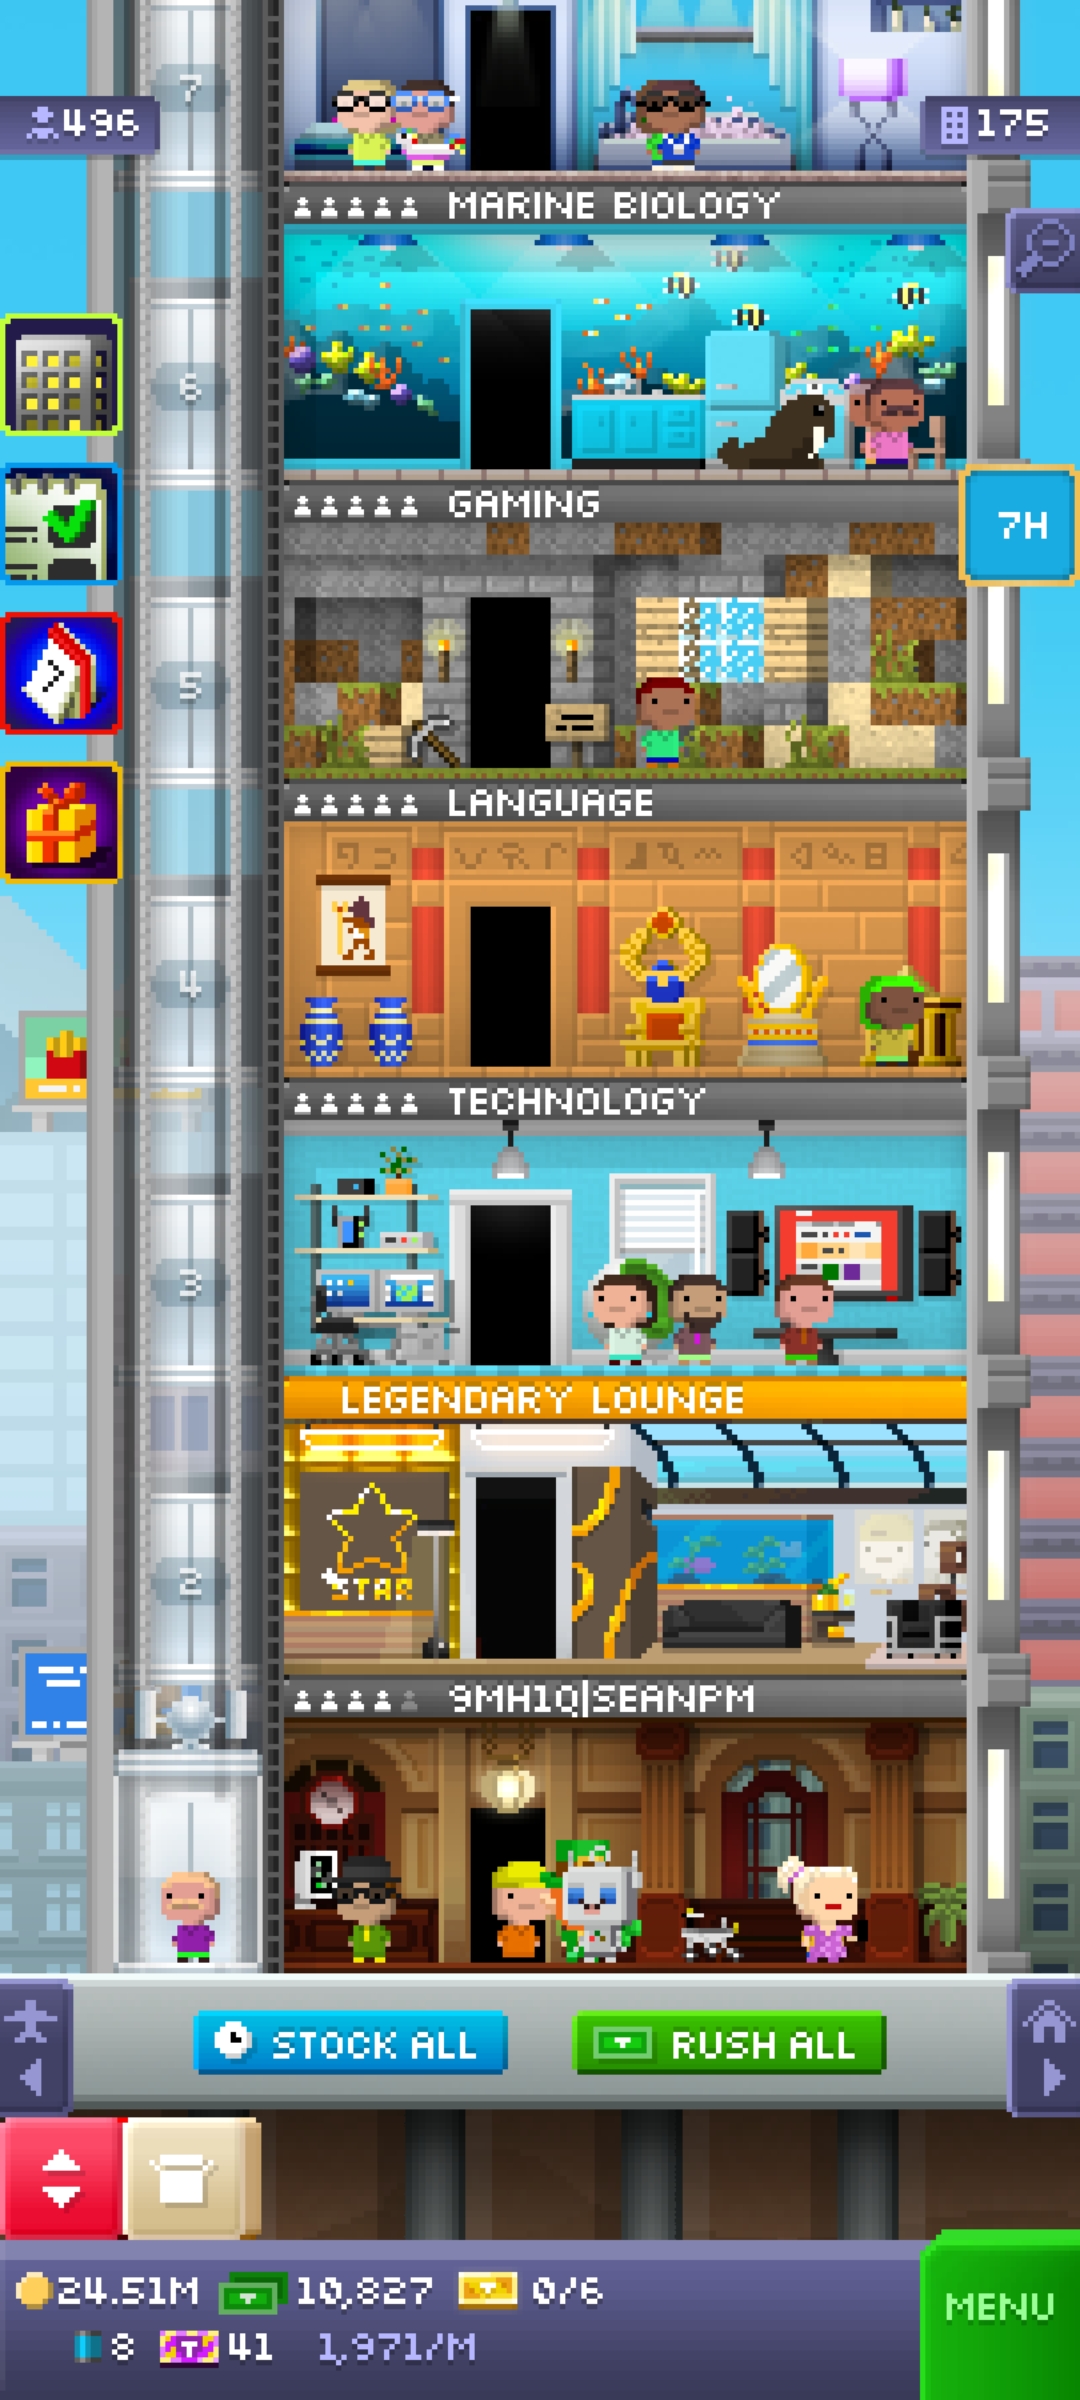 7
496
175
MARINE BIOLOGY
6
GAMING
7H
5
LANGUAGE
4
TECHNOLOGY
3
LEGENDARY LOUNGE
STAR
2
9MH1Q|SEANPM
STOCK ALL
RUSH ALL
24.51M 10,827 0/6
8 41 1,971/M
MENU